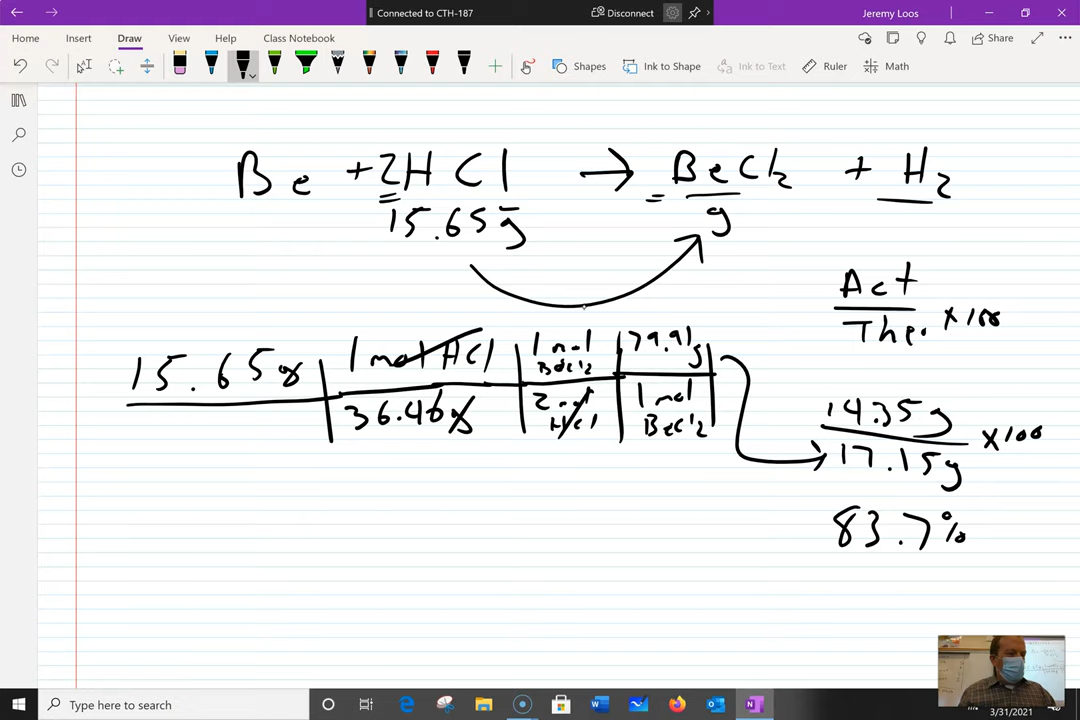 Connected to CTH-187
Disconnect
Jeremy Loos
Home Insert Draw View Help Class Notebook
Share
Shapes Ink to Shape Ink to Text Ruler Math
Be + 2HCl → BeCl2 + H2
15.65g g
Act
The. ×100
15.65g 1 mol HCl 1 mol BeCl2 79.91g
36.46g 2 mol HCl 1 mol BeCl2
14.35g
17.15g ×100
83.7%
Type here to search
3/31/2021